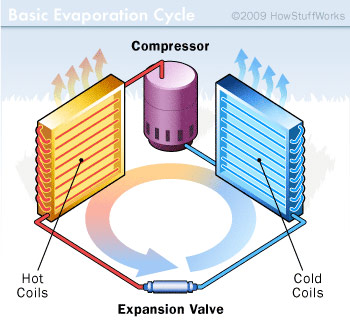 Basic Evaporation Cycle
©2009 HowStuffWorks
Compressor
Hot
Coils
Cold
Coils
Expansion Valve